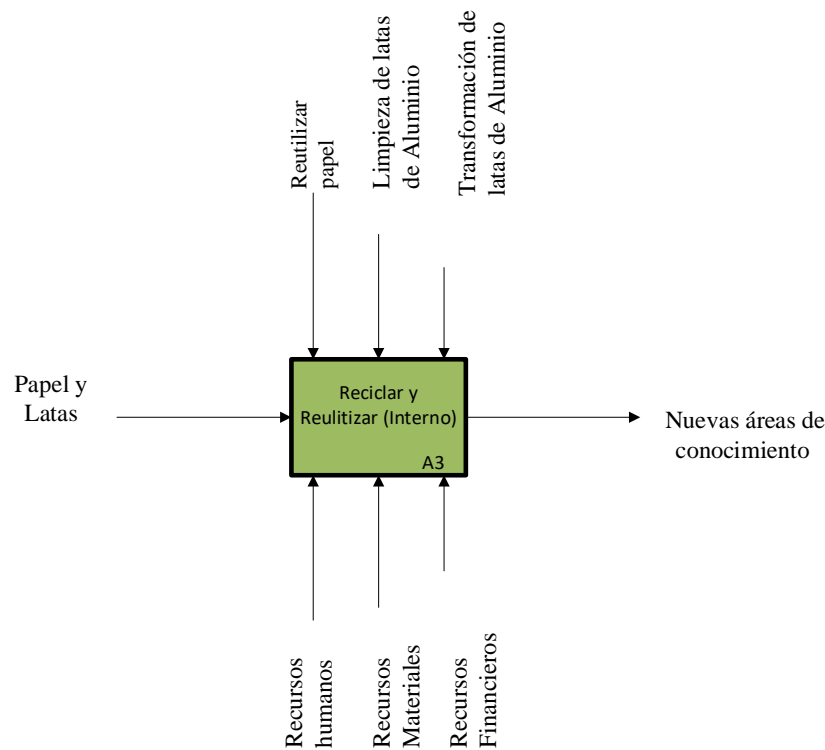 Reutilizar
papel
Limpieza de latas
de Aluminio
Transformación de
latas de Aluminio
Papel y
Latas
Reciclar y
Reulitizar (Interno)
A3
Nuevas áreas de
conocimiento
Recursos
humanos
Recursos
Materiales
Recursos
Financieros